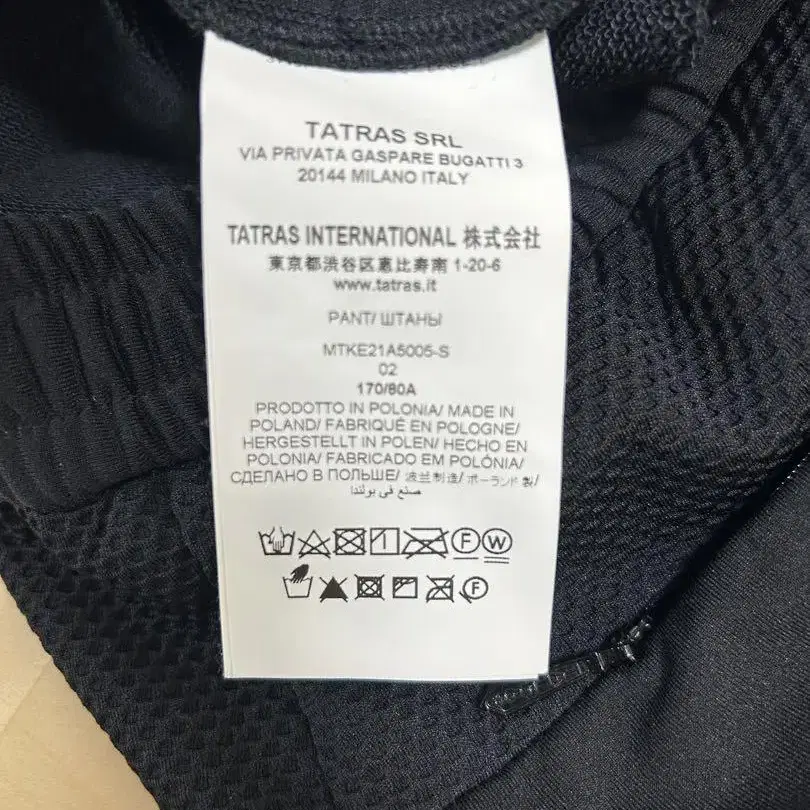 TATRAS SRL
VIA PRIVATA GASPARE BUGATTI 3
20144 MILANO ITALY
TATRAS INTERNATIONAL 株式会社
東京都渋谷区恵比寿南 1-20-6
www.tatras.it
PANT/ ШТАНЫ
MTKE21A5005-S
02
170/80A
PRODOTTO IN POLONIA/ MADE IN
POLAND/ FABRIQUÉ EN POLOGNE/
HERGESTELLT IN POLEN/ HECHO EN
POLONIA/ FABRICADO EM POLÓNIA/
СДЕЛАНО В ПОЛЬШЕ/ 波兰制造/ ポーランド製/
صنع في بولندا
F W
F